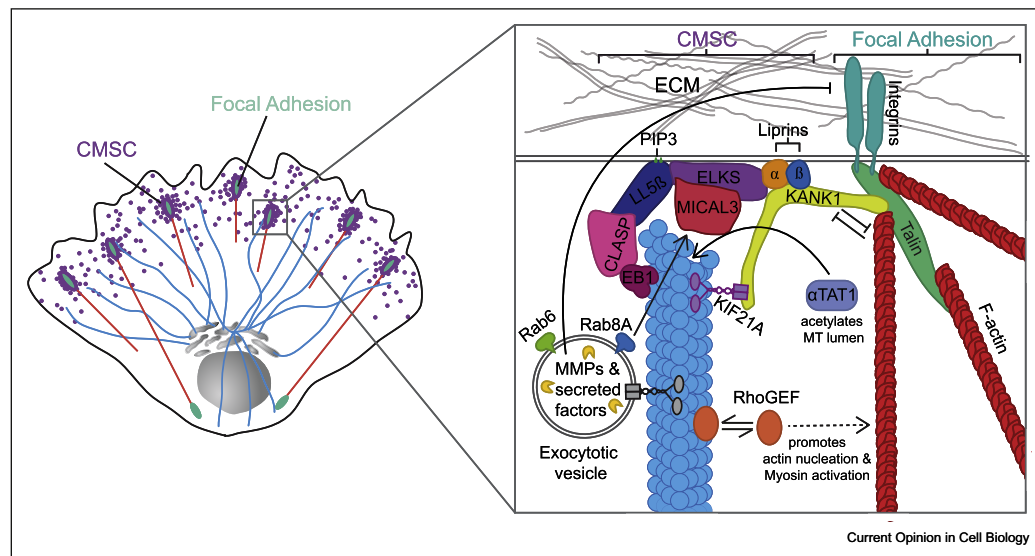 Focal Adhesion
CMSC
CMSC
Focal Adhesion
ECM
Integrins
PIP3
Liprins
LL5ß
ELKS
α
ß
MICAL3
KANK1
CLASP
EB1
Talin
KIF21A
αTAT1
acetylates
MT lumen
F-actin
Rab6
Rab8A
MMPs &
secreted
factors
Exocytotic
vesicle
RhoGEF
promotes
actin nucleation &
Myosin activation
Current Opinion in Cell Biology